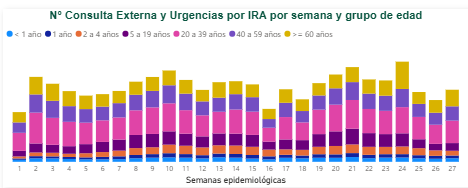 N° Consulta Externa y Urgencias por IRA por semana y grupo de edad
< 1 año 1 año 2 a 4 años 5 a 19 años 20 a 39 años 40 a 59 años >= 60 años
1 2 3 4 5 6 7 8 9 10 11 12 13 14 15 16 17 18 19 20 21 22 23 24 25 26 27
Semanas epidemiológicas